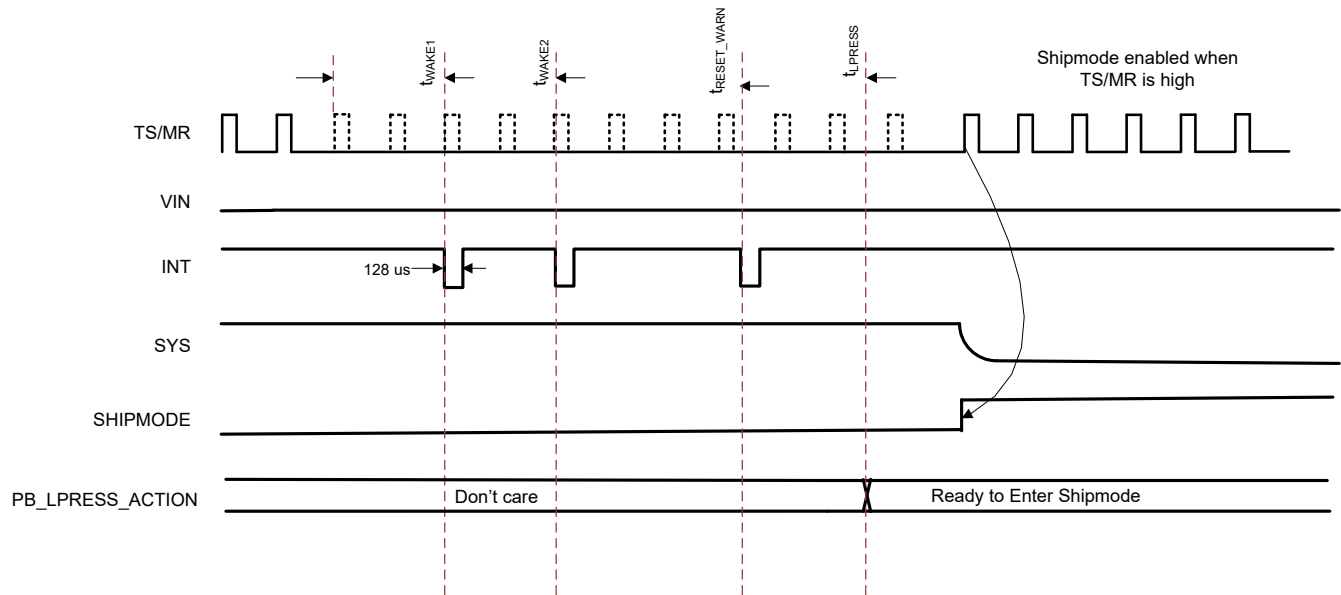 tWAKE1
tWAKE2
tRESET_WARN
tLPRESS
Shipmode enabled when
TS/MR is high
TS/MR
VIN
INT
128 us
SYS
SHIPMODE
PB_LPRESS_ACTION
Don't care
Ready to Enter Shipmode